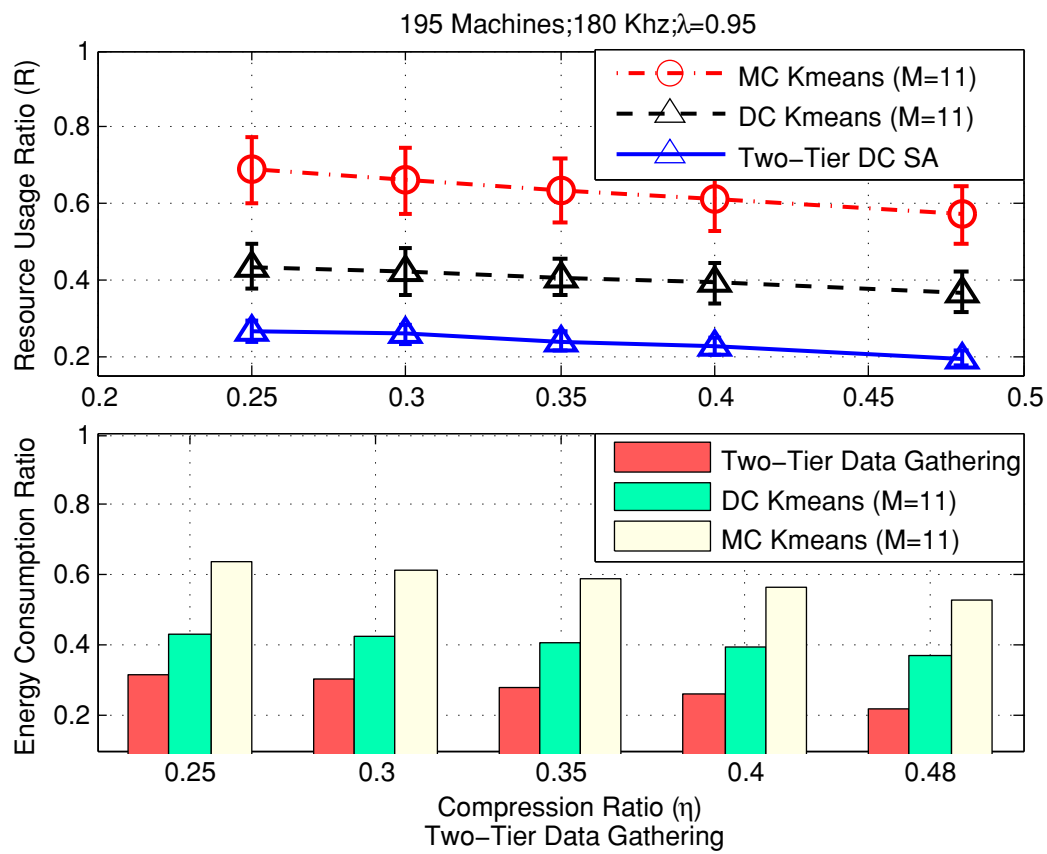 195 Machines;180 Khz;λ=0.95
Resource Usage Ratio (R)
1
0.8
0.6
0.4
0.2
MC Kmeans (M=11)
DC Kmeans (M=11)
Two−Tier DC SA
0.2 0.25 0.3 0.35 0.4 0.45 0.5
Energy Consumption Ratio
1
0.8
0.6
0.4
0.2
Two−Tier Data Gathering
DC Kmeans (M=11)
MC Kmeans (M=11)
0.25 0.3 0.35 0.4 0.48
Compression Ratio (η)
Two−Tier Data Gathering